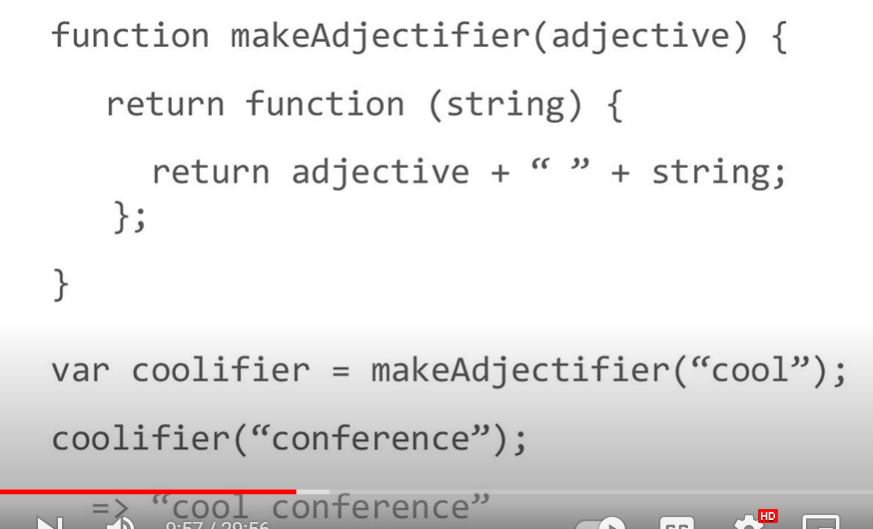 function makeAdjectifier(adjective) {
return function (string) {
return adjective + “ ” + string;
};
}
var coolifier = makeAdjectifier(“cool”);
coolifier(“conference”);
=> “cool conference”
9:57 / 29:56
HD